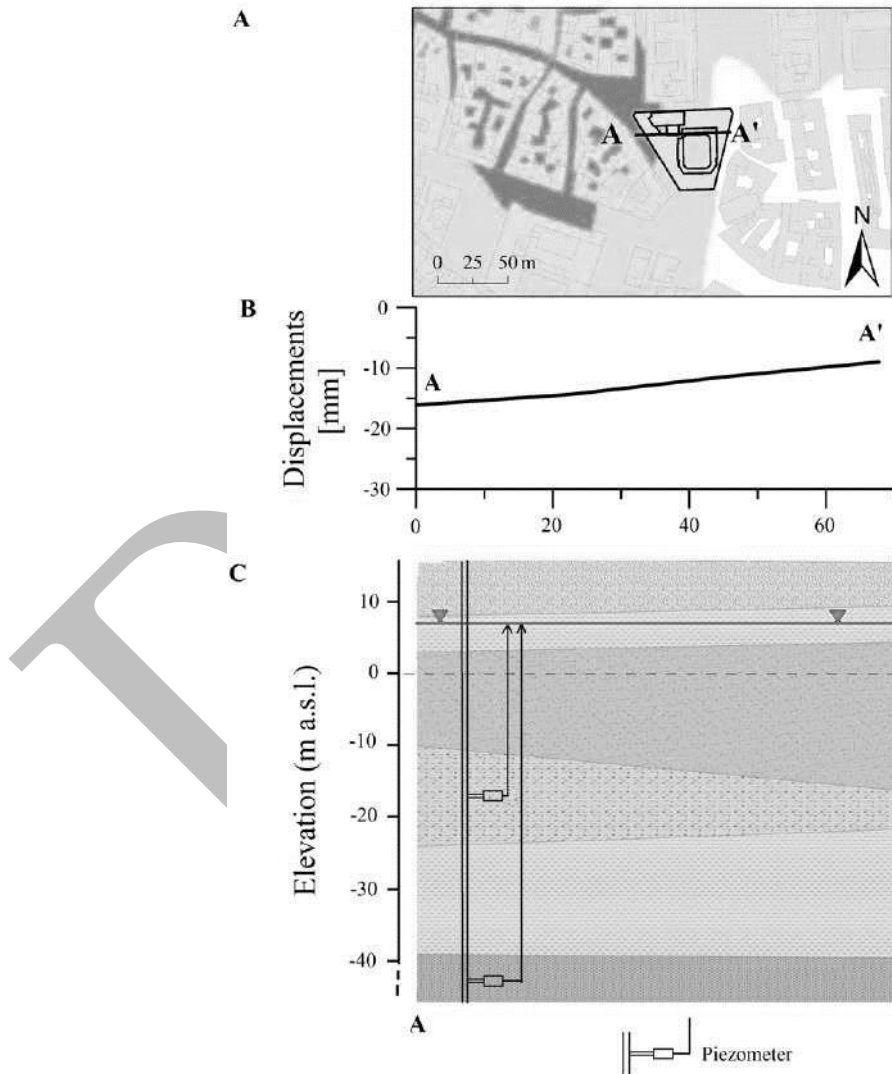 A
A A'
N
0 25 50 m
B
Displacements
[mm]
0
-10
-20
-30
A
A'
0 20 40 60
C
Elevation (m a.s.l.)
10
0
-10
-20
-30
-40
A
Piezometer